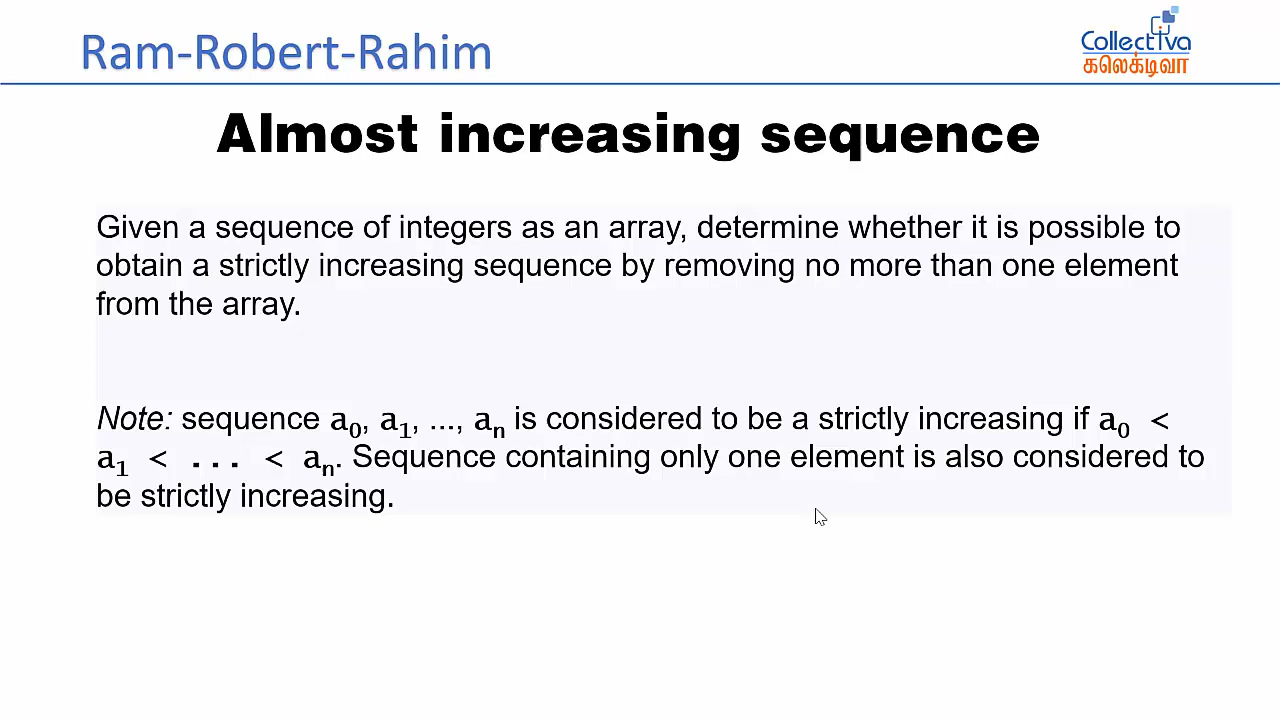 Ram-Robert-Rahim
Collectiva
கலெக்டிவா
Almost increasing sequence
Given a sequence of integers as an array, determine whether it is possible to
obtain a strictly increasing sequence by removing no more than one element
from the array.
Note: sequence a₀, a₁, ..., aₙ is considered to be a strictly increasing if a₀ <
a₁ < ... < aₙ. Sequence containing only one element is also considered to
be strictly increasing.